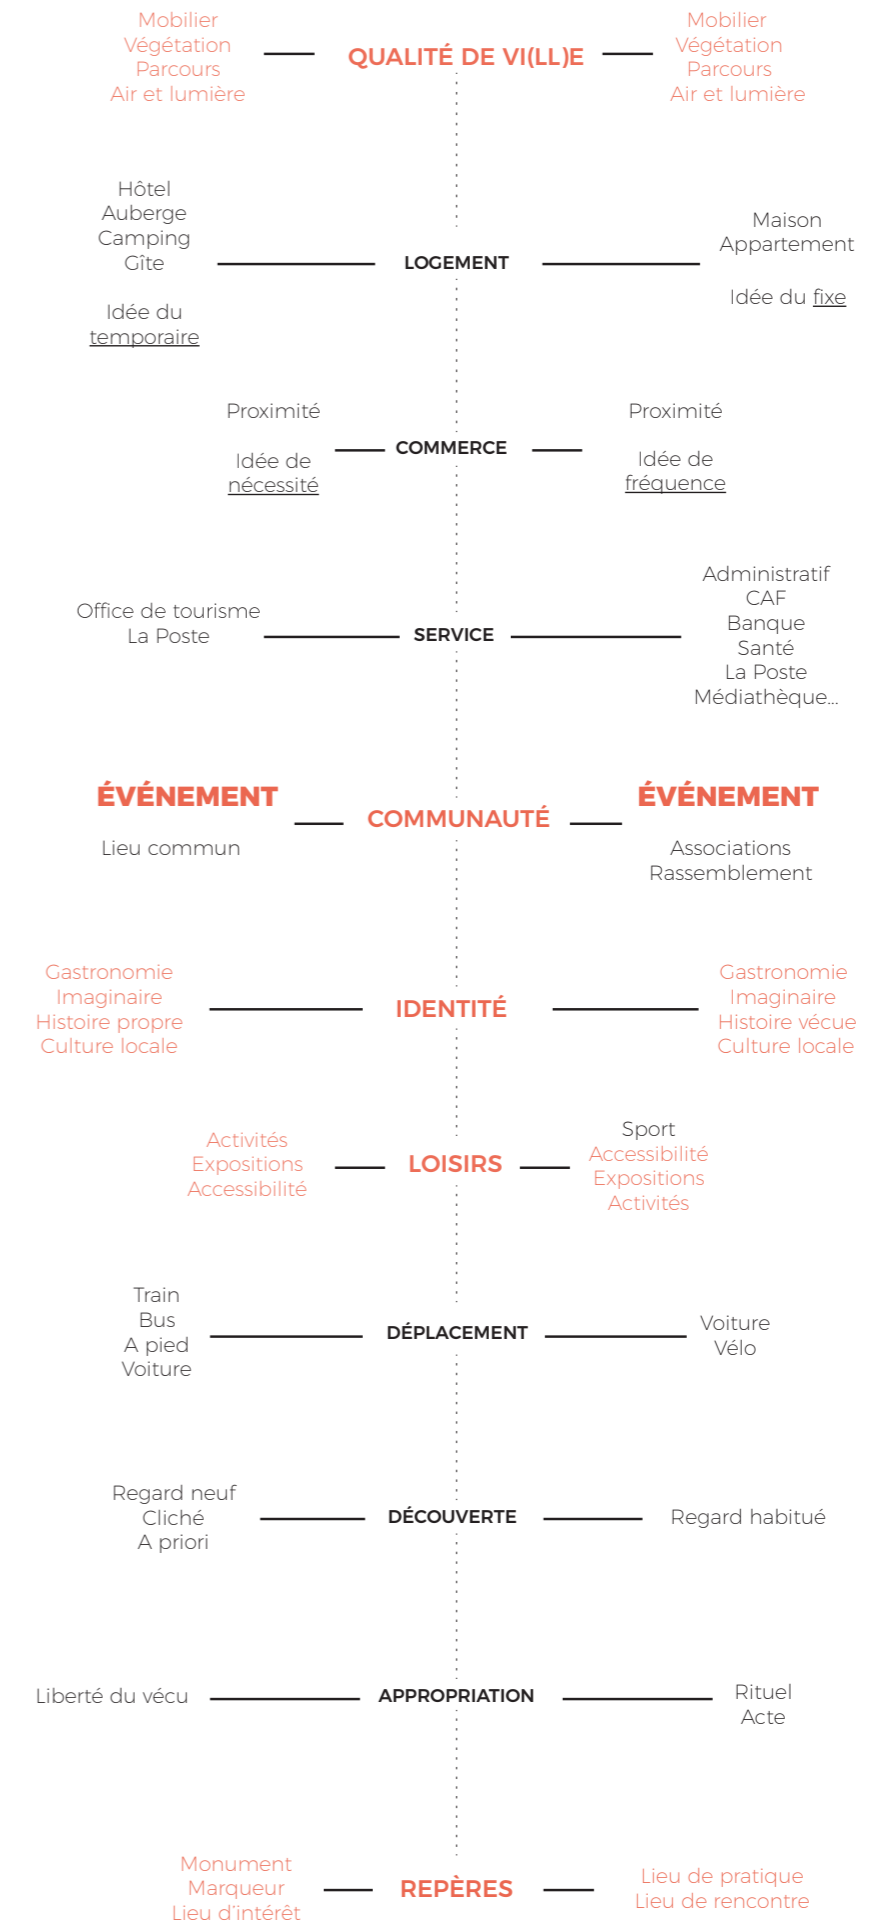 Mobilier
Végétation
Parcours
Air et lumière
QUALITÉ DE VI(LL)E
Mobilier
Végétation
Parcours
Air et lumière
Hôtel
Auberge
Camping
Gîte
Idée du
temporaire
LOGEMENT
Maison
Appartement
Idée du fixe
Proximité
Idée de
nécessité
COMMERCE
Proximité
Idée de
fréquence
Office de tourisme
La Poste
SERVICE
Administratif
CAF
Banque
Santé
La Poste
Médiathèque...
ÉVÉNEMENT
Lieu commun
COMMUNAUTÉ
ÉVÉNEMENT
Associations
Rassemblement
Gastronomie
Imaginaire
Histoire propre
Culture locale
IDENTITÉ
Gastronomie
Imaginaire
Histoire vécue
Culture locale
Activités
Expositions
Accessibilité
LOISIRS
Sport
Accessibilité
Expositions
Activités
Train
Bus
A pied
Voiture
DÉPLACEMENT
Voiture
Vélo
Regard neuf
Cliché
A priori
DÉCOUVERTE
Regard habitué
Liberté du vécu
APPROPRIATION
Rituel
Acte
Monument
Marqueur
Lieu d'intérêt
REPÈRES
Lieu de pratique
Lieu de rencontre